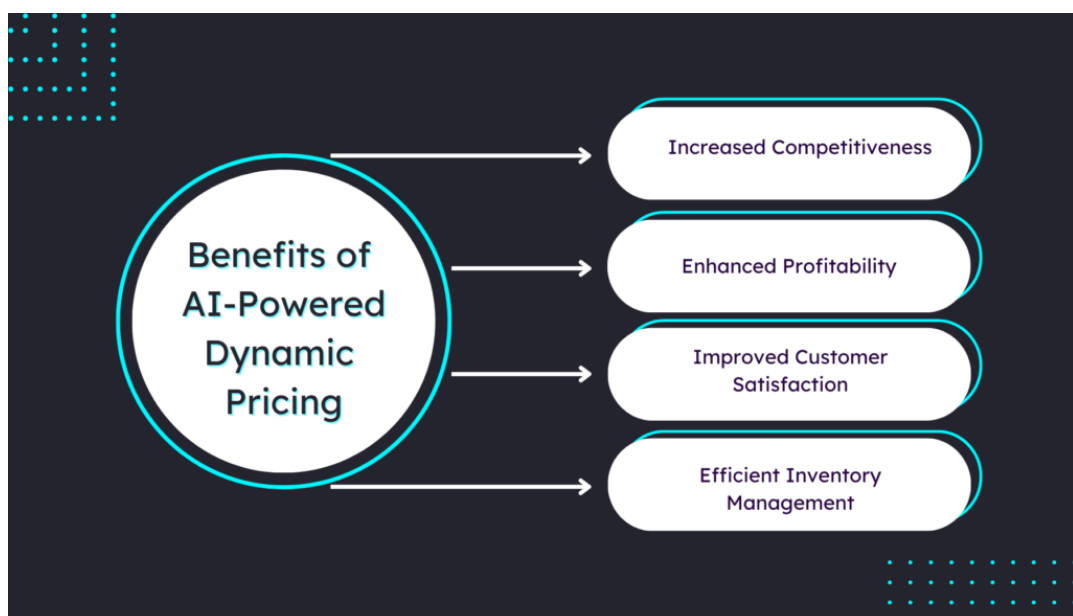 Benefits of
AI-Powered
Dynamic
Pricing
Increased Competitiveness
Enhanced Profitability
Improved Customer
Satisfaction
Efficient Inventory
Management